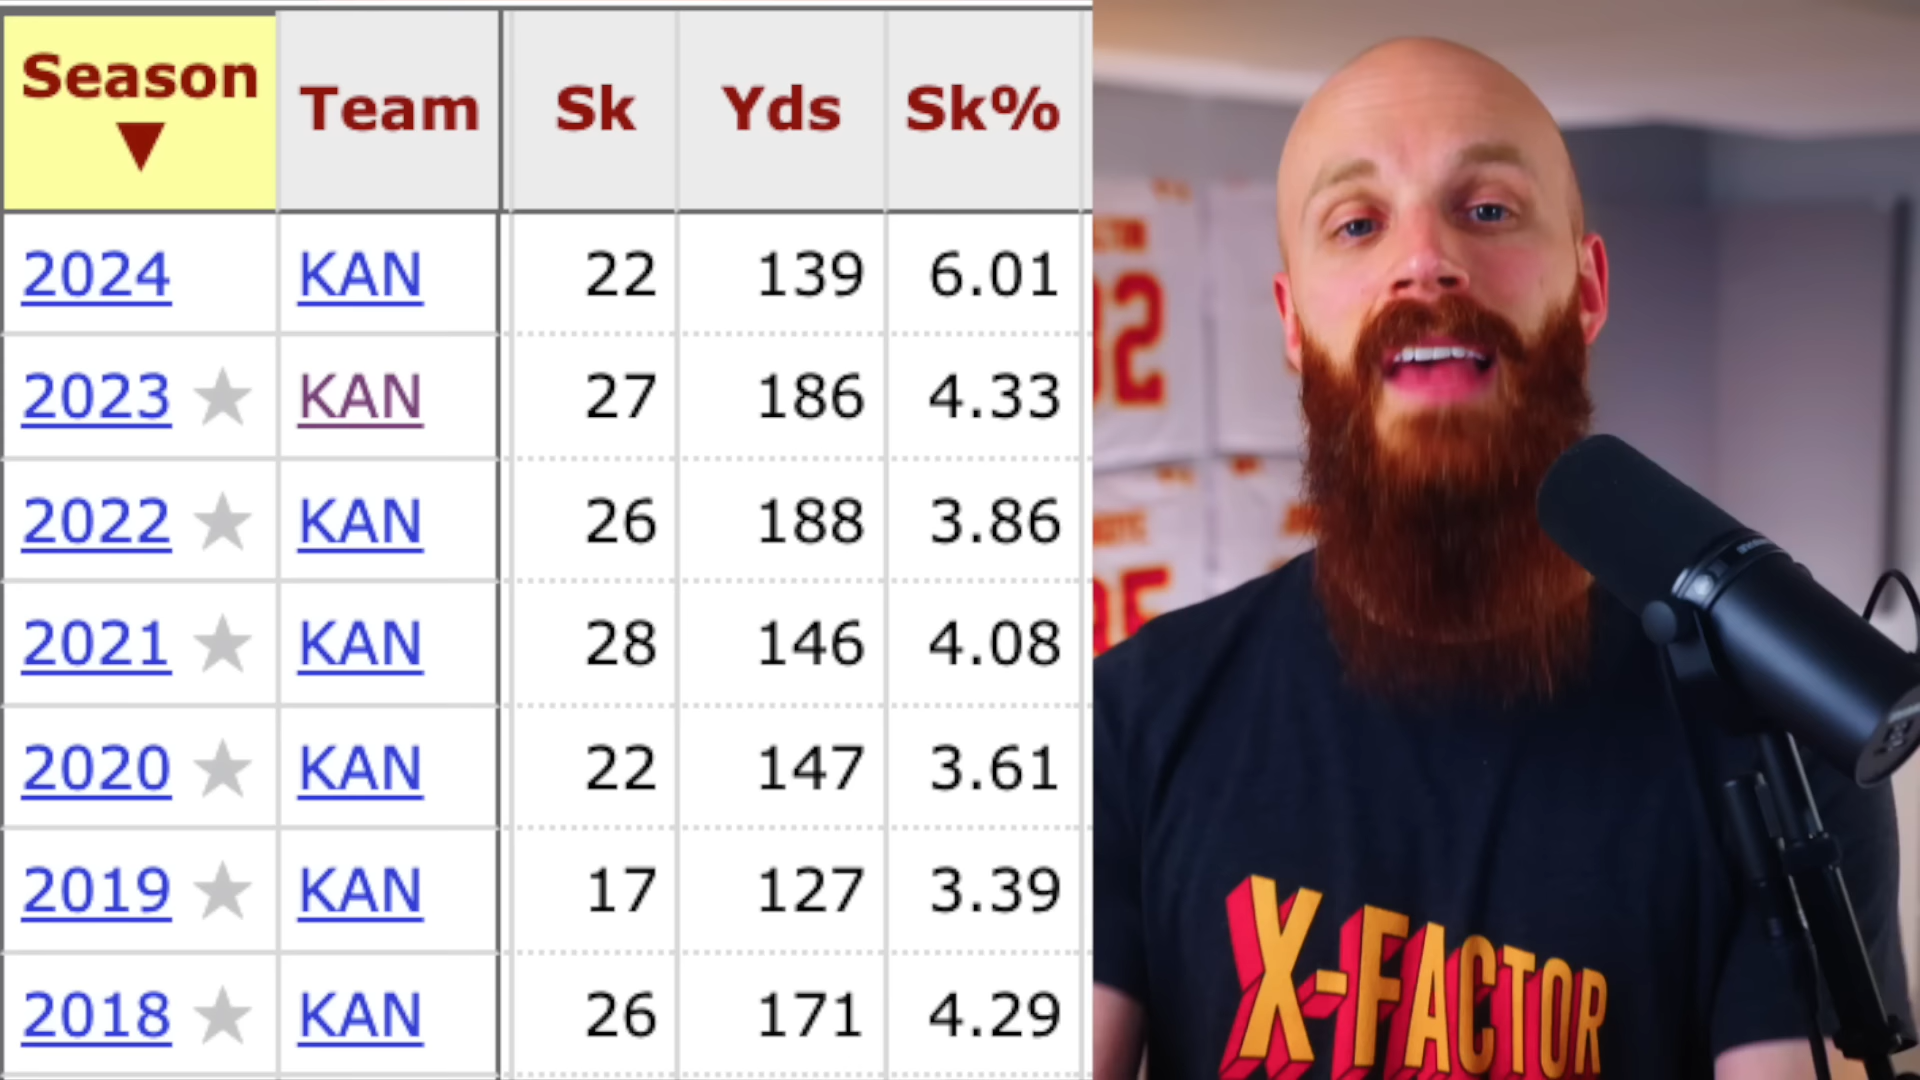 Season ▼ Team Sk Yds Sk%
2024 KAN 22 139 6.01
2023 ★ KAN 27 186 4.33
2022 ★ KAN 26 188 3.86
2021 ★ KAN 28 146 4.08
2020 ★ KAN 22 147 3.61
2019 ★ KAN 17 127 3.39
2018 ★ KAN 26 171 4.29
X-FACTOR